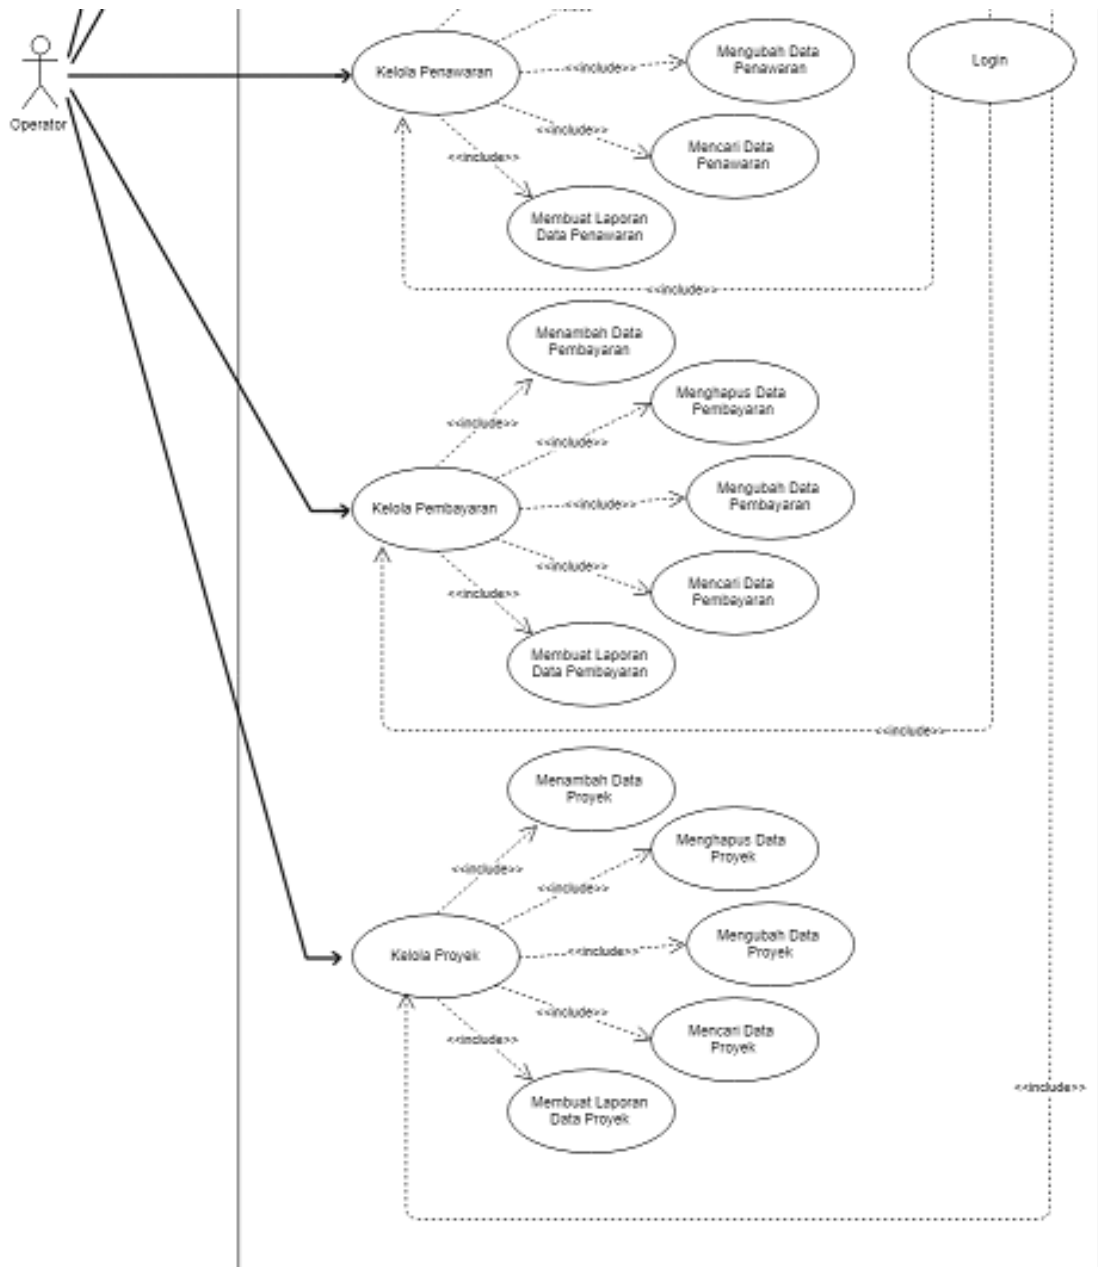 <<include>>
Operator
Kelola Penawaran
<<include>>
Mengubah Data
Penawaran
Login
<<include>>
Mencari Data
Penawaran
<<include>>
Membuat Laporan
Data Penawaran
<<include>>
Menambah Data
Pembayaran
<<include>>
Menghapus Data
Pembayaran
<<include>>
Kelola Pembayaran
<<include>>
Mengubah Data
Pembayaran
<<include>>
Mencari Data
Pembayaran
<<include>>
Membuat Laporan
Data Pembayaran
<<include>>
Menambah Data
Proyek
<<include>>
Menghapus Data
Proyek
<<include>>
Kelola Proyek
<<include>>
Mengubah Data
Proyek
<<include>>
Mencari Data
Proyek
<<include>>
Membuat Laporan
Data Proyek
<<include>>